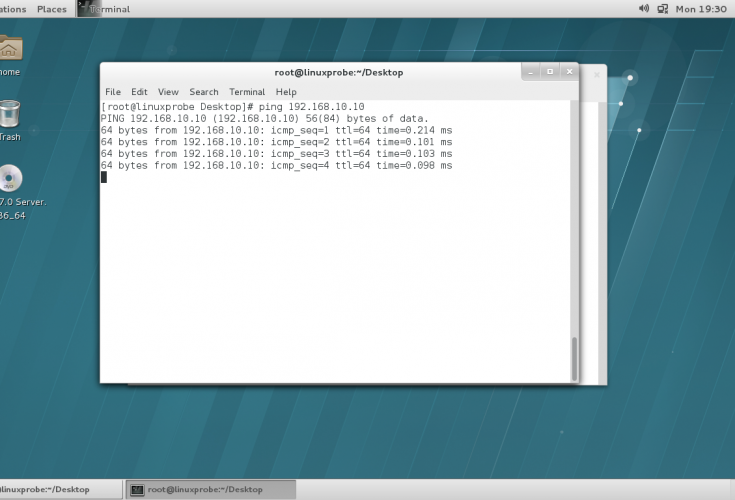 ations Places Terminal Mon 19:30
ome
Trash
7.0 Server.
86_64
root@linuxprobe:~/Desktop
File Edit View Search Terminal Help
[root@linuxprobe Desktop]# ping 192.168.10.10
PING 192.168.10.10 (192.168.10.10) 56(84) bytes of data.
64 bytes from 192.168.10.10: icmp_seq=1 ttl=64 time=0.214 ms
64 bytes from 192.168.10.10: icmp_seq=2 ttl=64 time=0.101 ms
64 bytes from 192.168.10.10: icmp_seq=3 ttl=64 time=0.103 ms
64 bytes from 192.168.10.10: icmp_seq=4 ttl=64 time=0.098 ms
linuxprobe:~/Desktop root@linuxprobe:~/Desktop